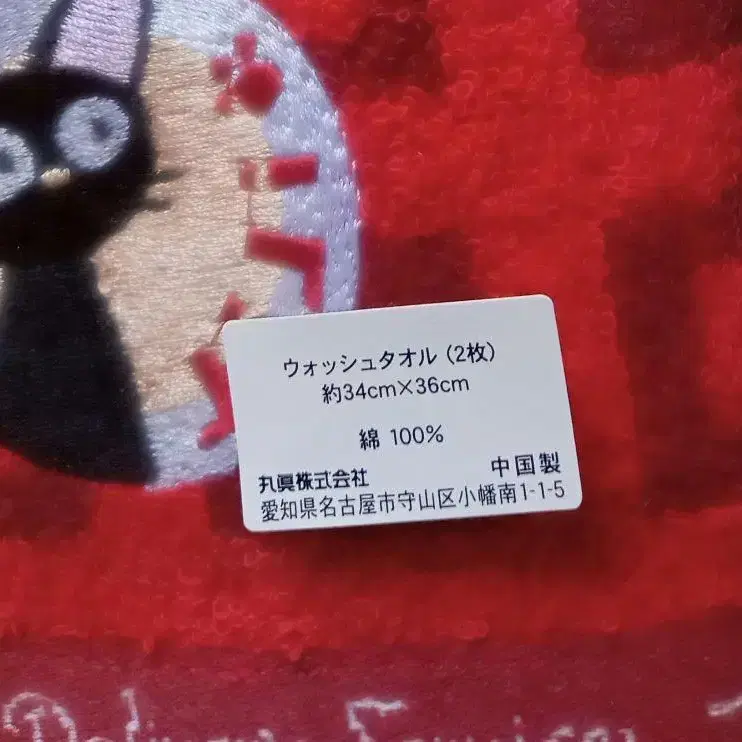 ウォッシュタオル (2枚)
約34cm×36cm
綿 100%
丸眞株式会社 中国製
愛知県名古屋市守山区小幡南1-1-5
Delivery Service